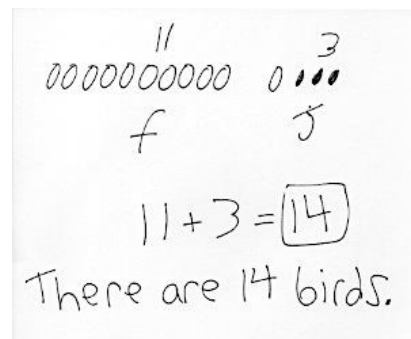 11 3
f J
11 + 3 = 14
There are 14 birds.